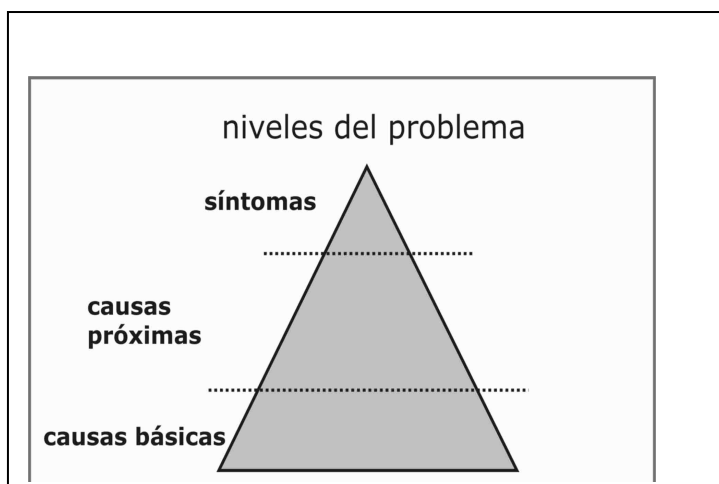 niveles del problema
síntomas
causas
próximas
causas básicas